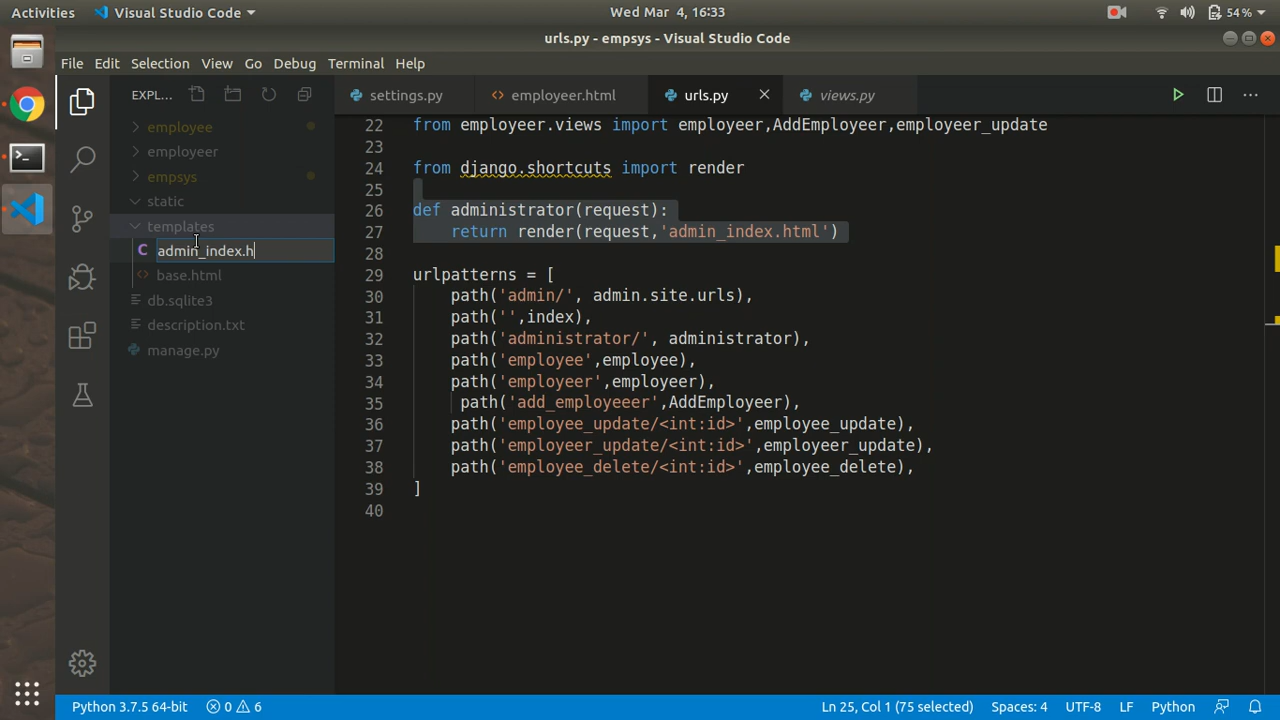 Activities Visual Studio Code Wed Mar 4, 16:33 54 %
urls.py - empsys - Visual Studio Code
File Edit Selection View Go Debug Terminal Help
EXPL... settings.py employeer.html urls.py views.py
employee
employeer
empsys
static
templates
admin_index.h
base.html
db.sqlite3
description.txt
manage.py
22 from employeer.views import employeer,AddEmployeer,employeer_update
23
24 from django.shortcuts import render
25
26 def administrator(request):
27 return render(request,'admin_index.html')
28
29 urlpatterns = [
30 path('admin/', admin.site.urls),
31 path('',index),
32 path('administrator/', administrator),
33 path('employee',employee),
34 path('employeer',employeer),
35 path('add_employeeer',AddEmployeer),
36 path('employee_update/<int:id>',employee_update),
37 path('employeer_update/<int:id>',employeer_update),
38 path('employee_delete/<int:id>',employee_delete),
39 ]
40
Python 3.7.5 64-bit 0 6 Ln 25, Col 1 (75 selected) Spaces: 4 UTF-8 LF Python